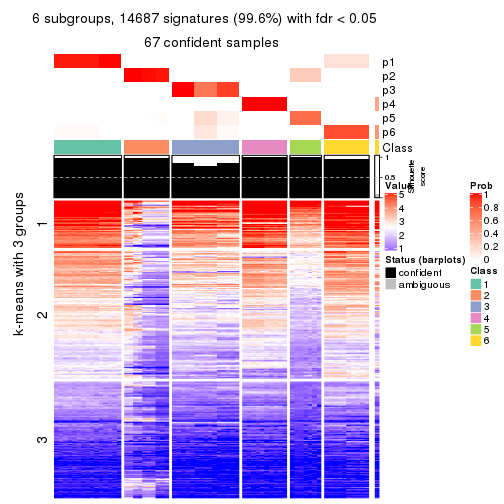 6 subgroups, 14687 signatures (99.6%) with fdr < 0.05
67 confident samples
p1
p2
p3
p4
p5
p6
Class
1
0.5
0
Silhouette
score
k-means with 3 groups
1
2
3
Value
5
4
3
2
1
Status (barplots)
confident
ambiguous
Prob
1
0.8
0.6
0.4
0.2
0
Class
1
2
3
4
5
6